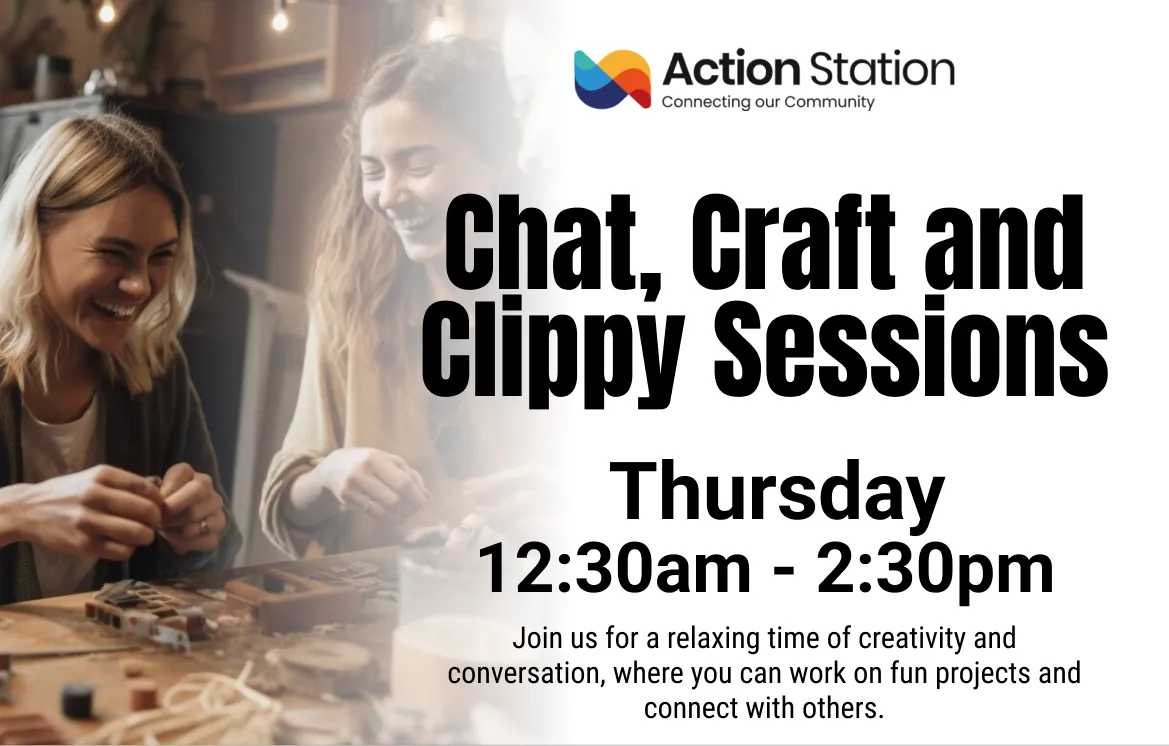 Action Station
Connecting our Community
Chat, Craft and
Clippy Sessions
Thursday
12:30am - 2:30pm
Join us for a relaxing time of creativity and
conversation, where you can work on fun projects and
connect with others.